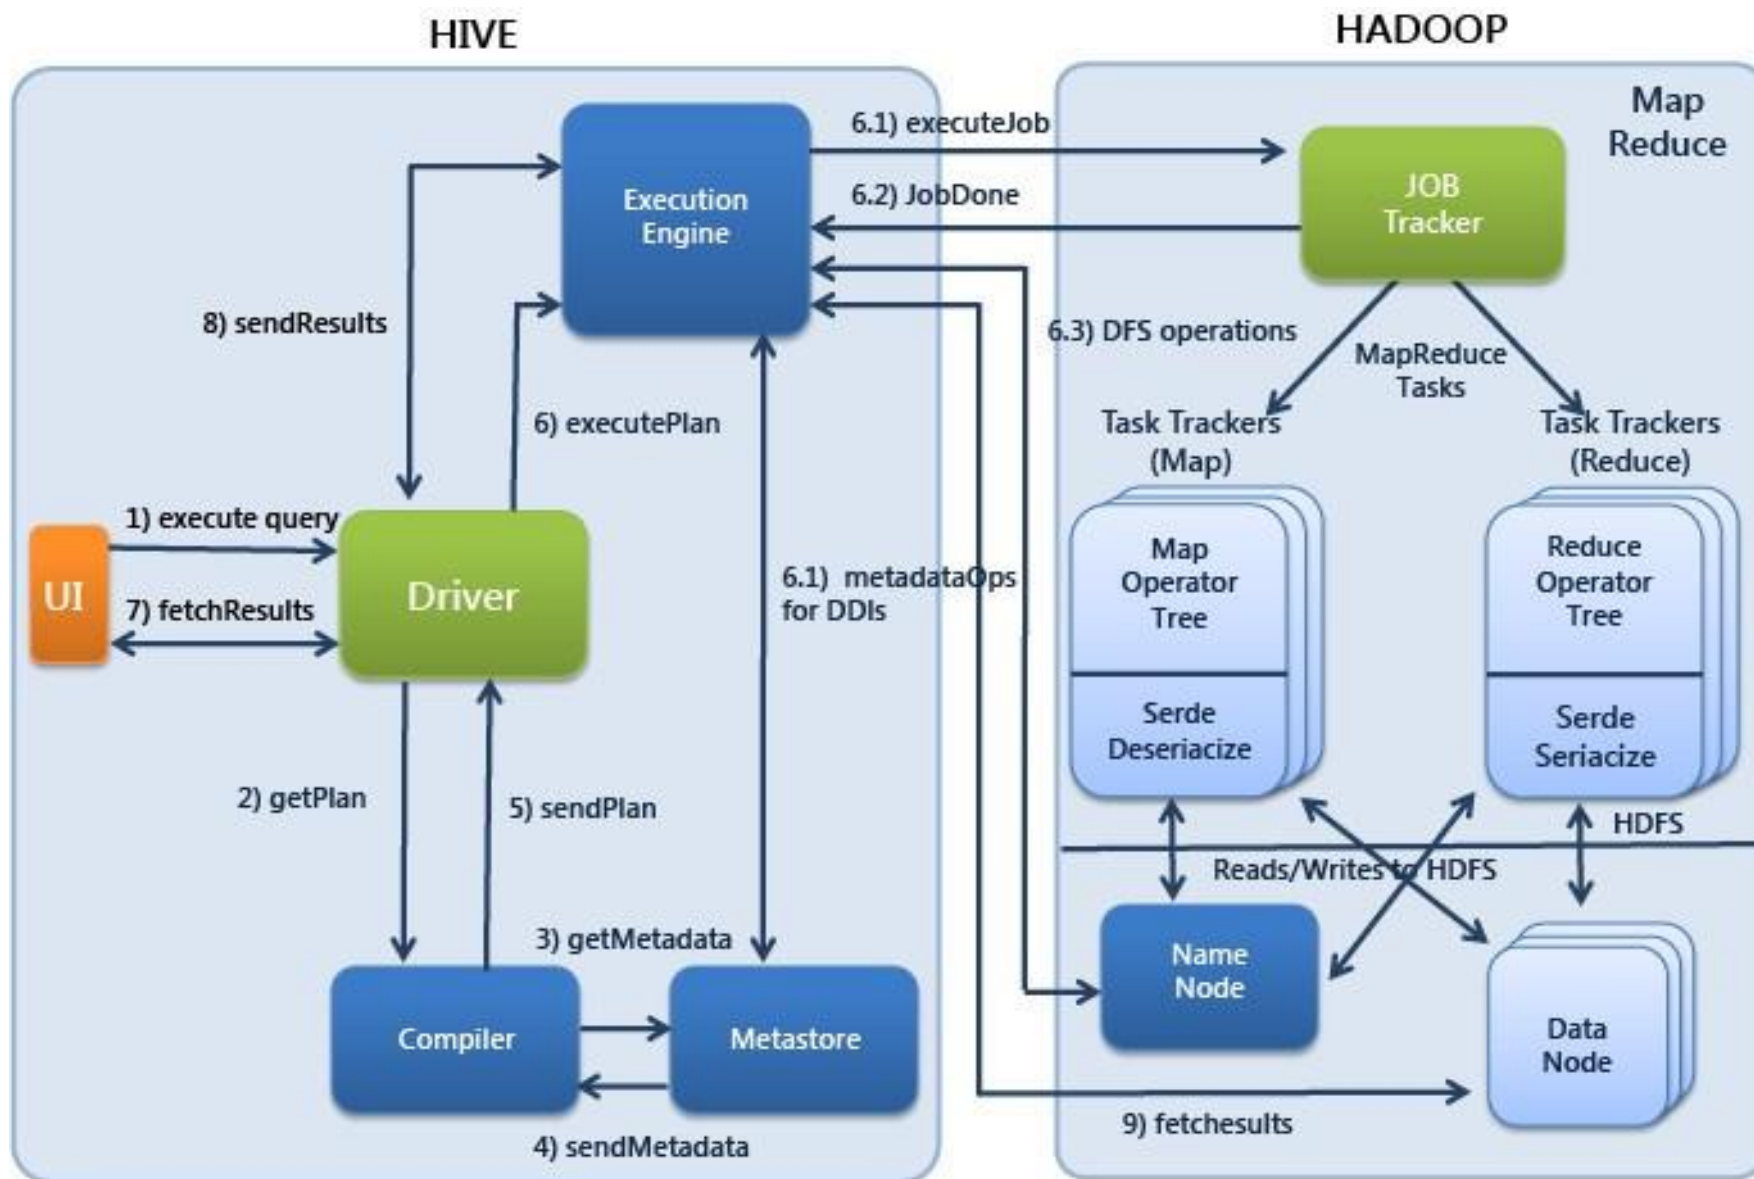 HIVE
HADOOP
Map
Reduce
6.1) executeJob
Execution
Engine
6.2) JobDone
JOB
Tracker
8) sendResults
6.3) DFS operations
MapReduce
Tasks
6) executePlan
Task Trackers
(Map)
Task Trackers
(Reduce)
1) execute query
UI
Driver
7) fetchResults
6.1) metadataOps
for DDIs
Map
Operator
Tree
Reduce
Operator
Tree
Serde
Deseriacize
Serde
Seriacize
2) getPlan
5) sendPlan
HDFS
Reads/Writes to HDFS
3) getMetadata
Name
Node
Compiler
Metastore
Data
Node
9) fetchesults
4) sendMetadata